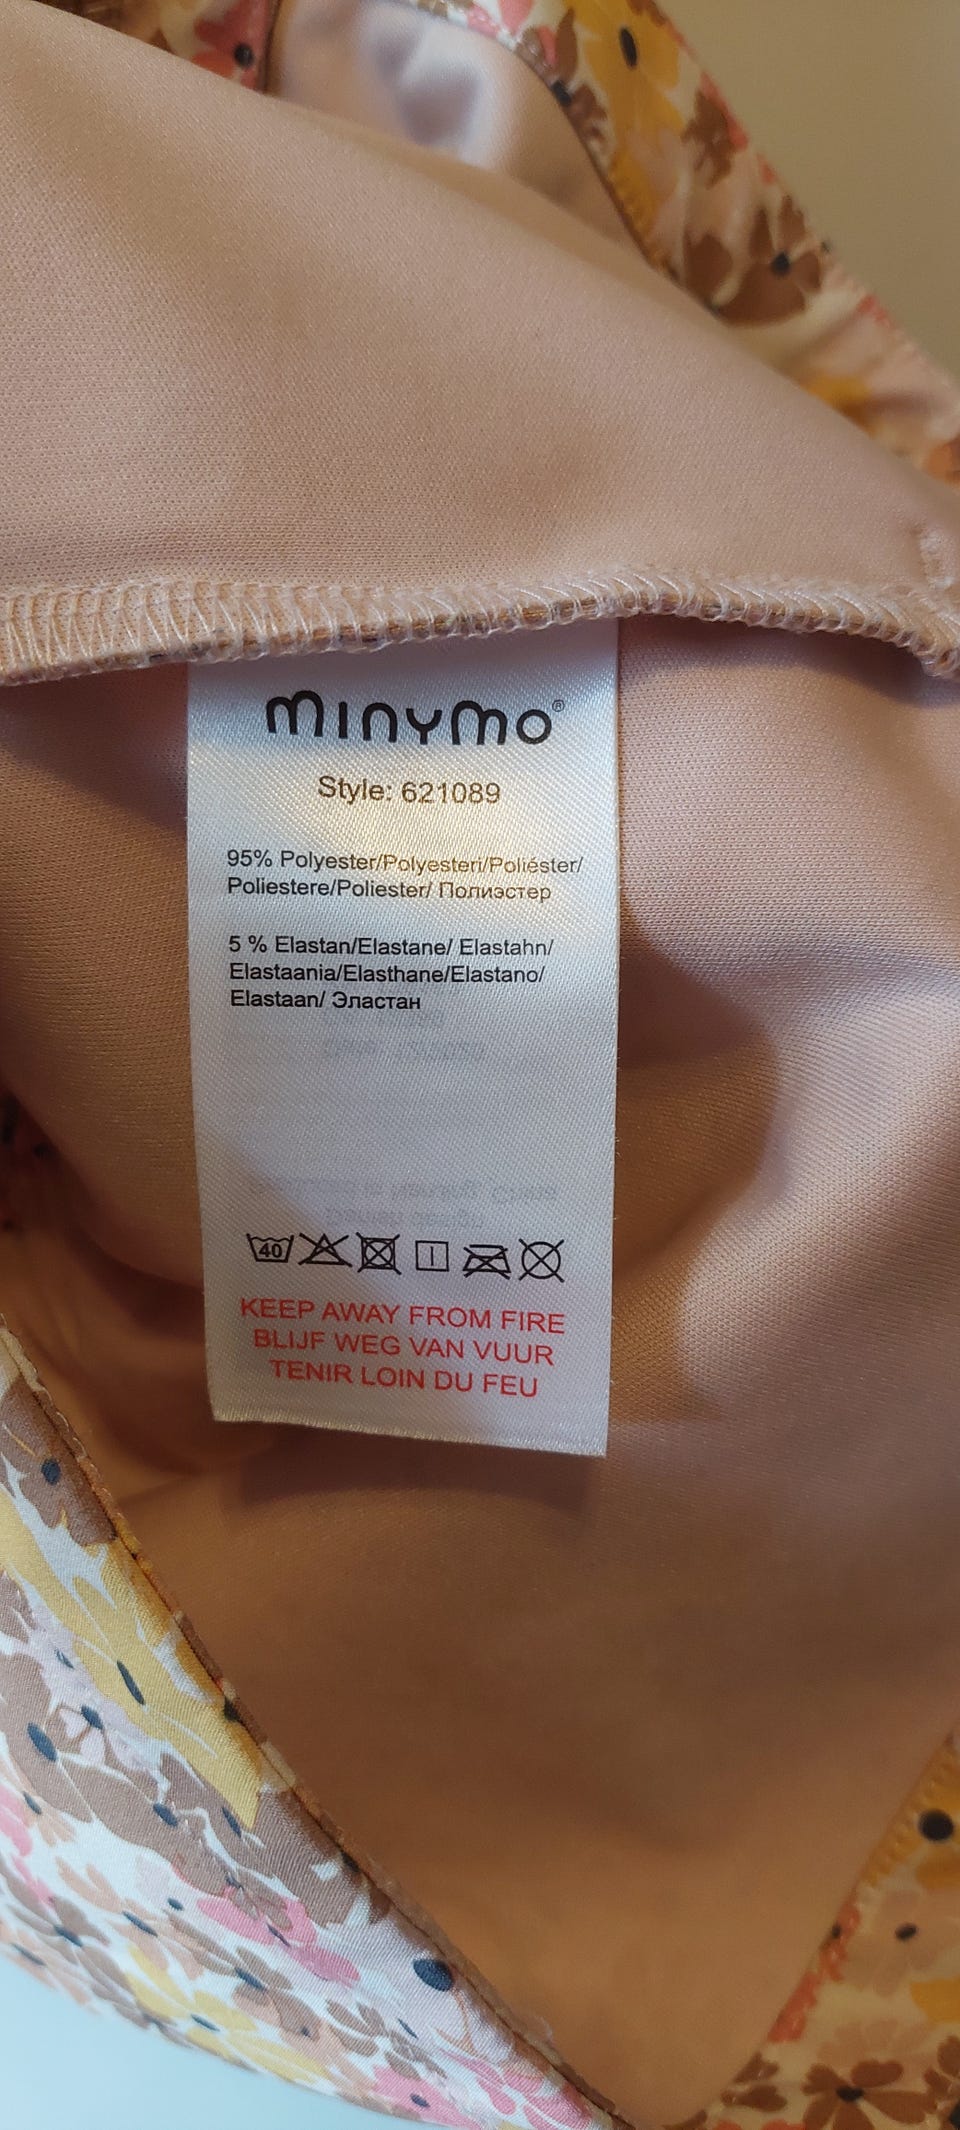 minymo®
Style: 621089
95% Polyester/Polyesteri/Poliéster/
Poliestere/Poliester/ Полиэстер
5 % Elastan/Elastane/ Elastahn/
Elastaania/Elasthane/Elastano/
Elastaan/ Эластан
40
KEEP AWAY FROM FIRE
BLIJF WEG VAN VUUR
TENIR LOIN DU FEU